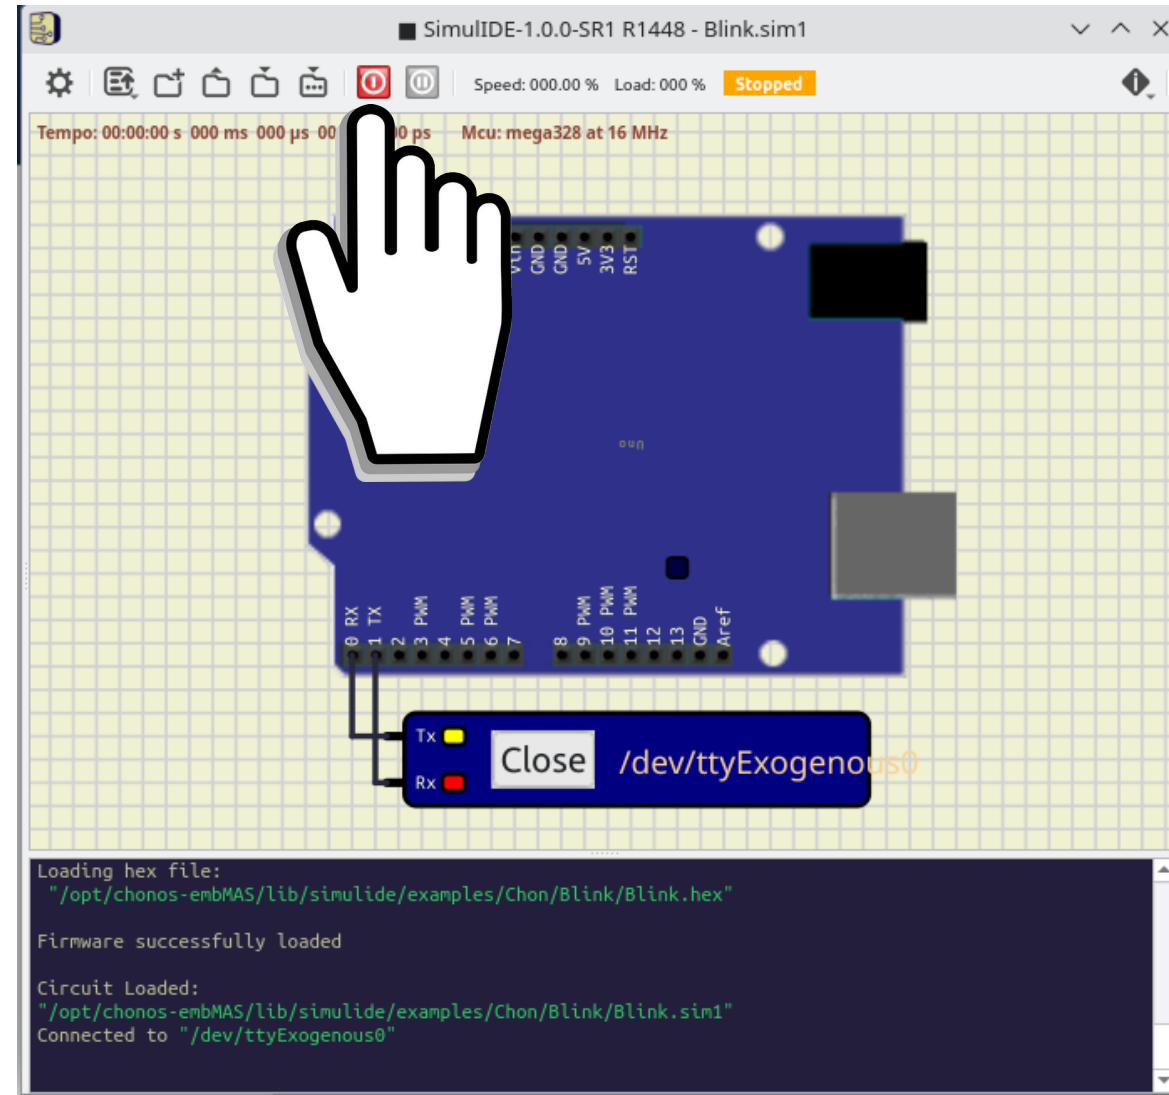 SimulIDE-1.0.0-SR1 R1448 - Blink.sim1
Speed: 000.00 % Load: 000 % Stopped
Tempo: 00:00:00 s 000 ms 000 µs 00 0 ps Mcu: mega328 at 16 MHz
Vin
GND
GND
5V
3V3
RST
Uno
0 RX
1 TX
2
3 PWM
4
5 PWM
6 PWM
7
8
9 PWM
10 PWM
11 PWM
12
13
GND
Aref
Tx
Rx
Close
/dev/ttyExogenous0
Loading hex file:
"/opt/chonos-embMAS/lib/simulide/examples/Chon/Blink/Blink.hex"
Firmware successfully loaded
Circuit Loaded:
"/opt/chonos-embMAS/lib/simulide/examples/Chon/Blink/Blink.sim1"
Connected to "/dev/ttyExogenous0"